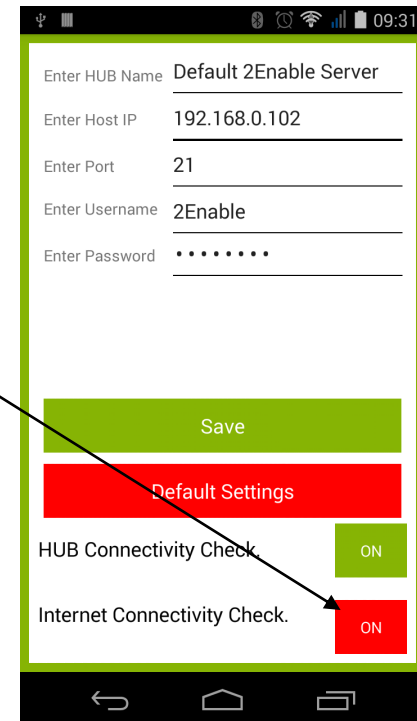 09:31
Enter HUB Name Default 2Enable Server
Enter Host IP 192.168.0.102
Enter Port 21
Enter Username 2Enable
Enter Password ••••••••
Save
Default Settings
HUB Connectivity Check. ON
Internet Connectivity Check. ON